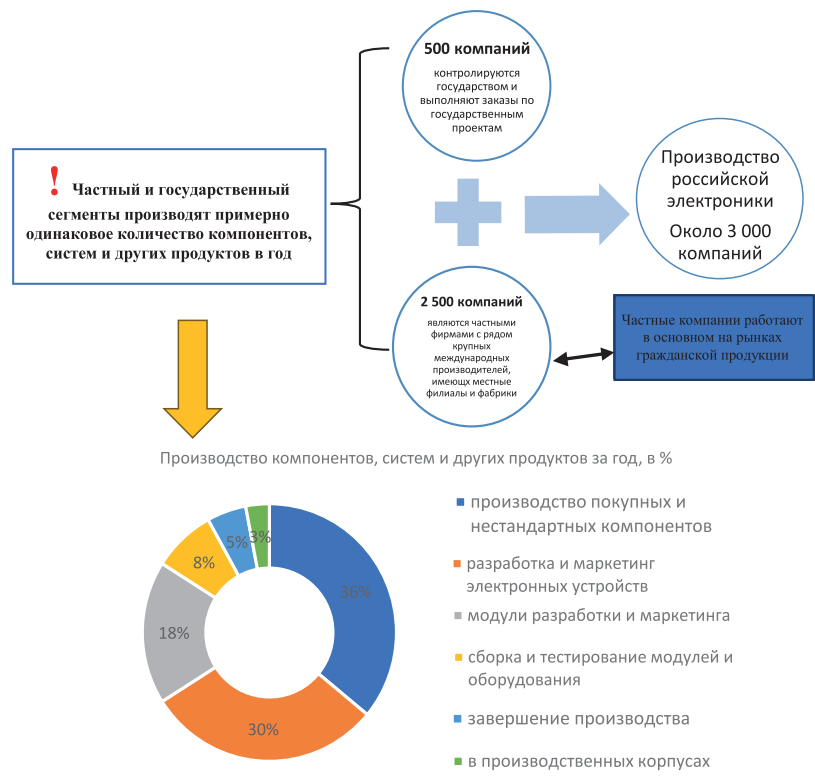 500 компаний
контролируются
государством и
выполняют заказы по
государственным
проектам
! Частный и государственный
сегменты производят примерно
одинаковое количество компонентов,
систем и других продуктов в год
Производство
российской
электроники
Около 3 000
компаний
2 500 компаний
являются частными
фирмами с рядом
крупных
международных
производителей,
имеющх местные
филиалы и фабрики
Частные компании работают
в основном на рынках
гражданской продукции
Производство компонентов, систем и других продуктов за год, в %
36%
30%
18%
8%
5%
3%
производство покупных и
нестандартных компонентов
разработка и маркетинг
электронных устройств
модули разработки и маркетинга
сборка и тестирование модулей и
оборудования
завершение производства
в производственных корпусах